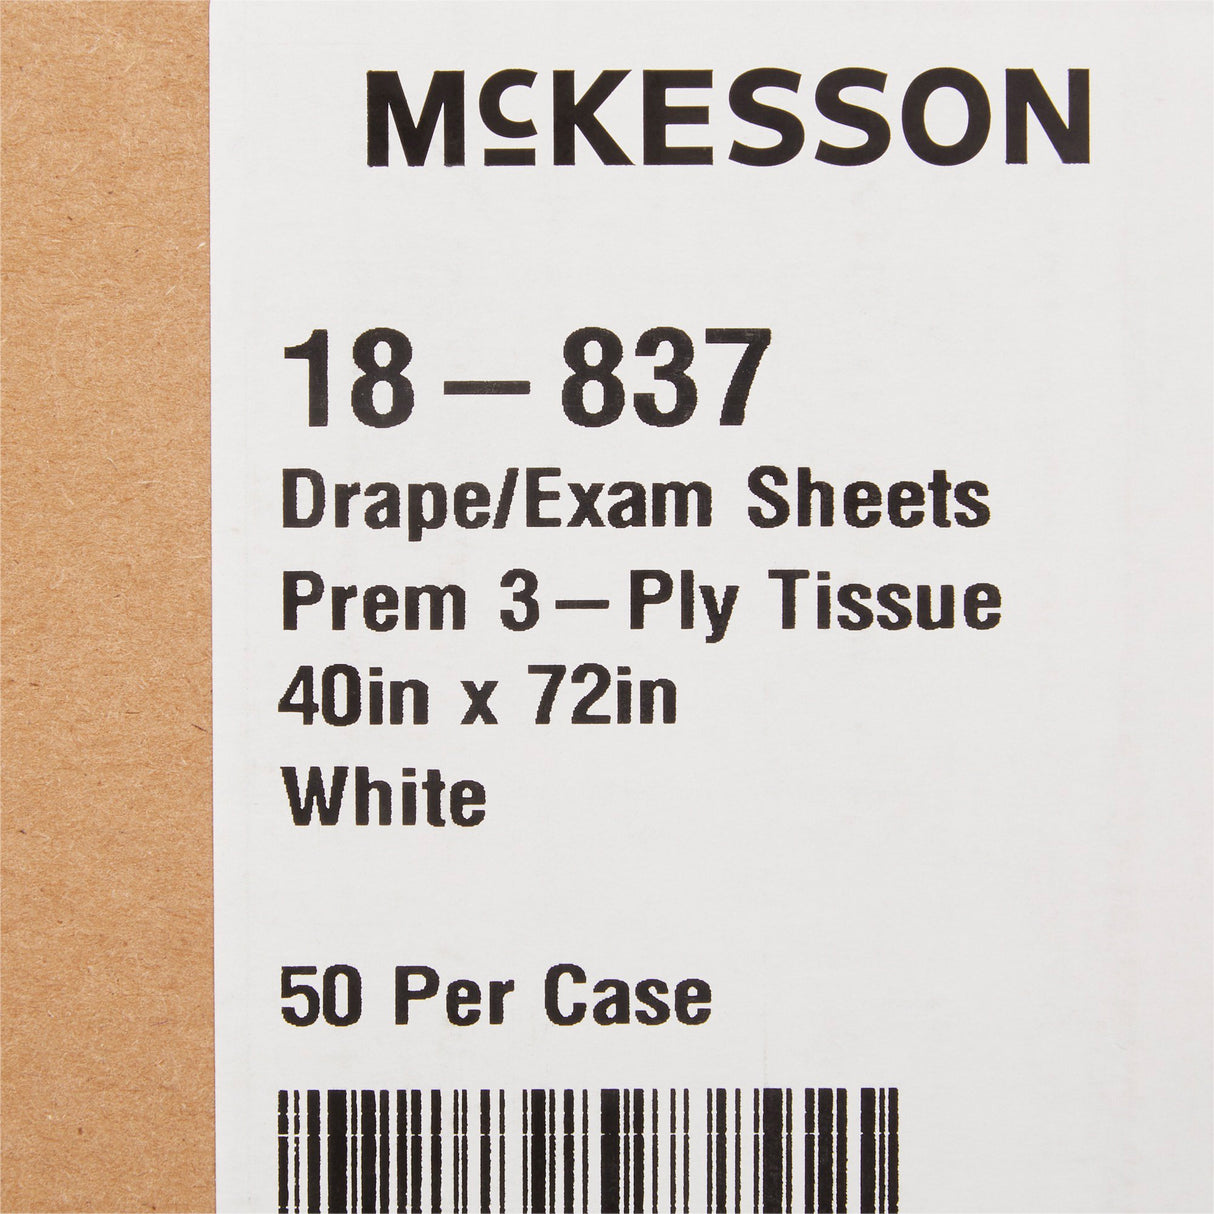 McKESSON
18-837
Drape/Exam Sheets
Prem 3-Ply Tissue
40in x 72in
White
50 Per Case